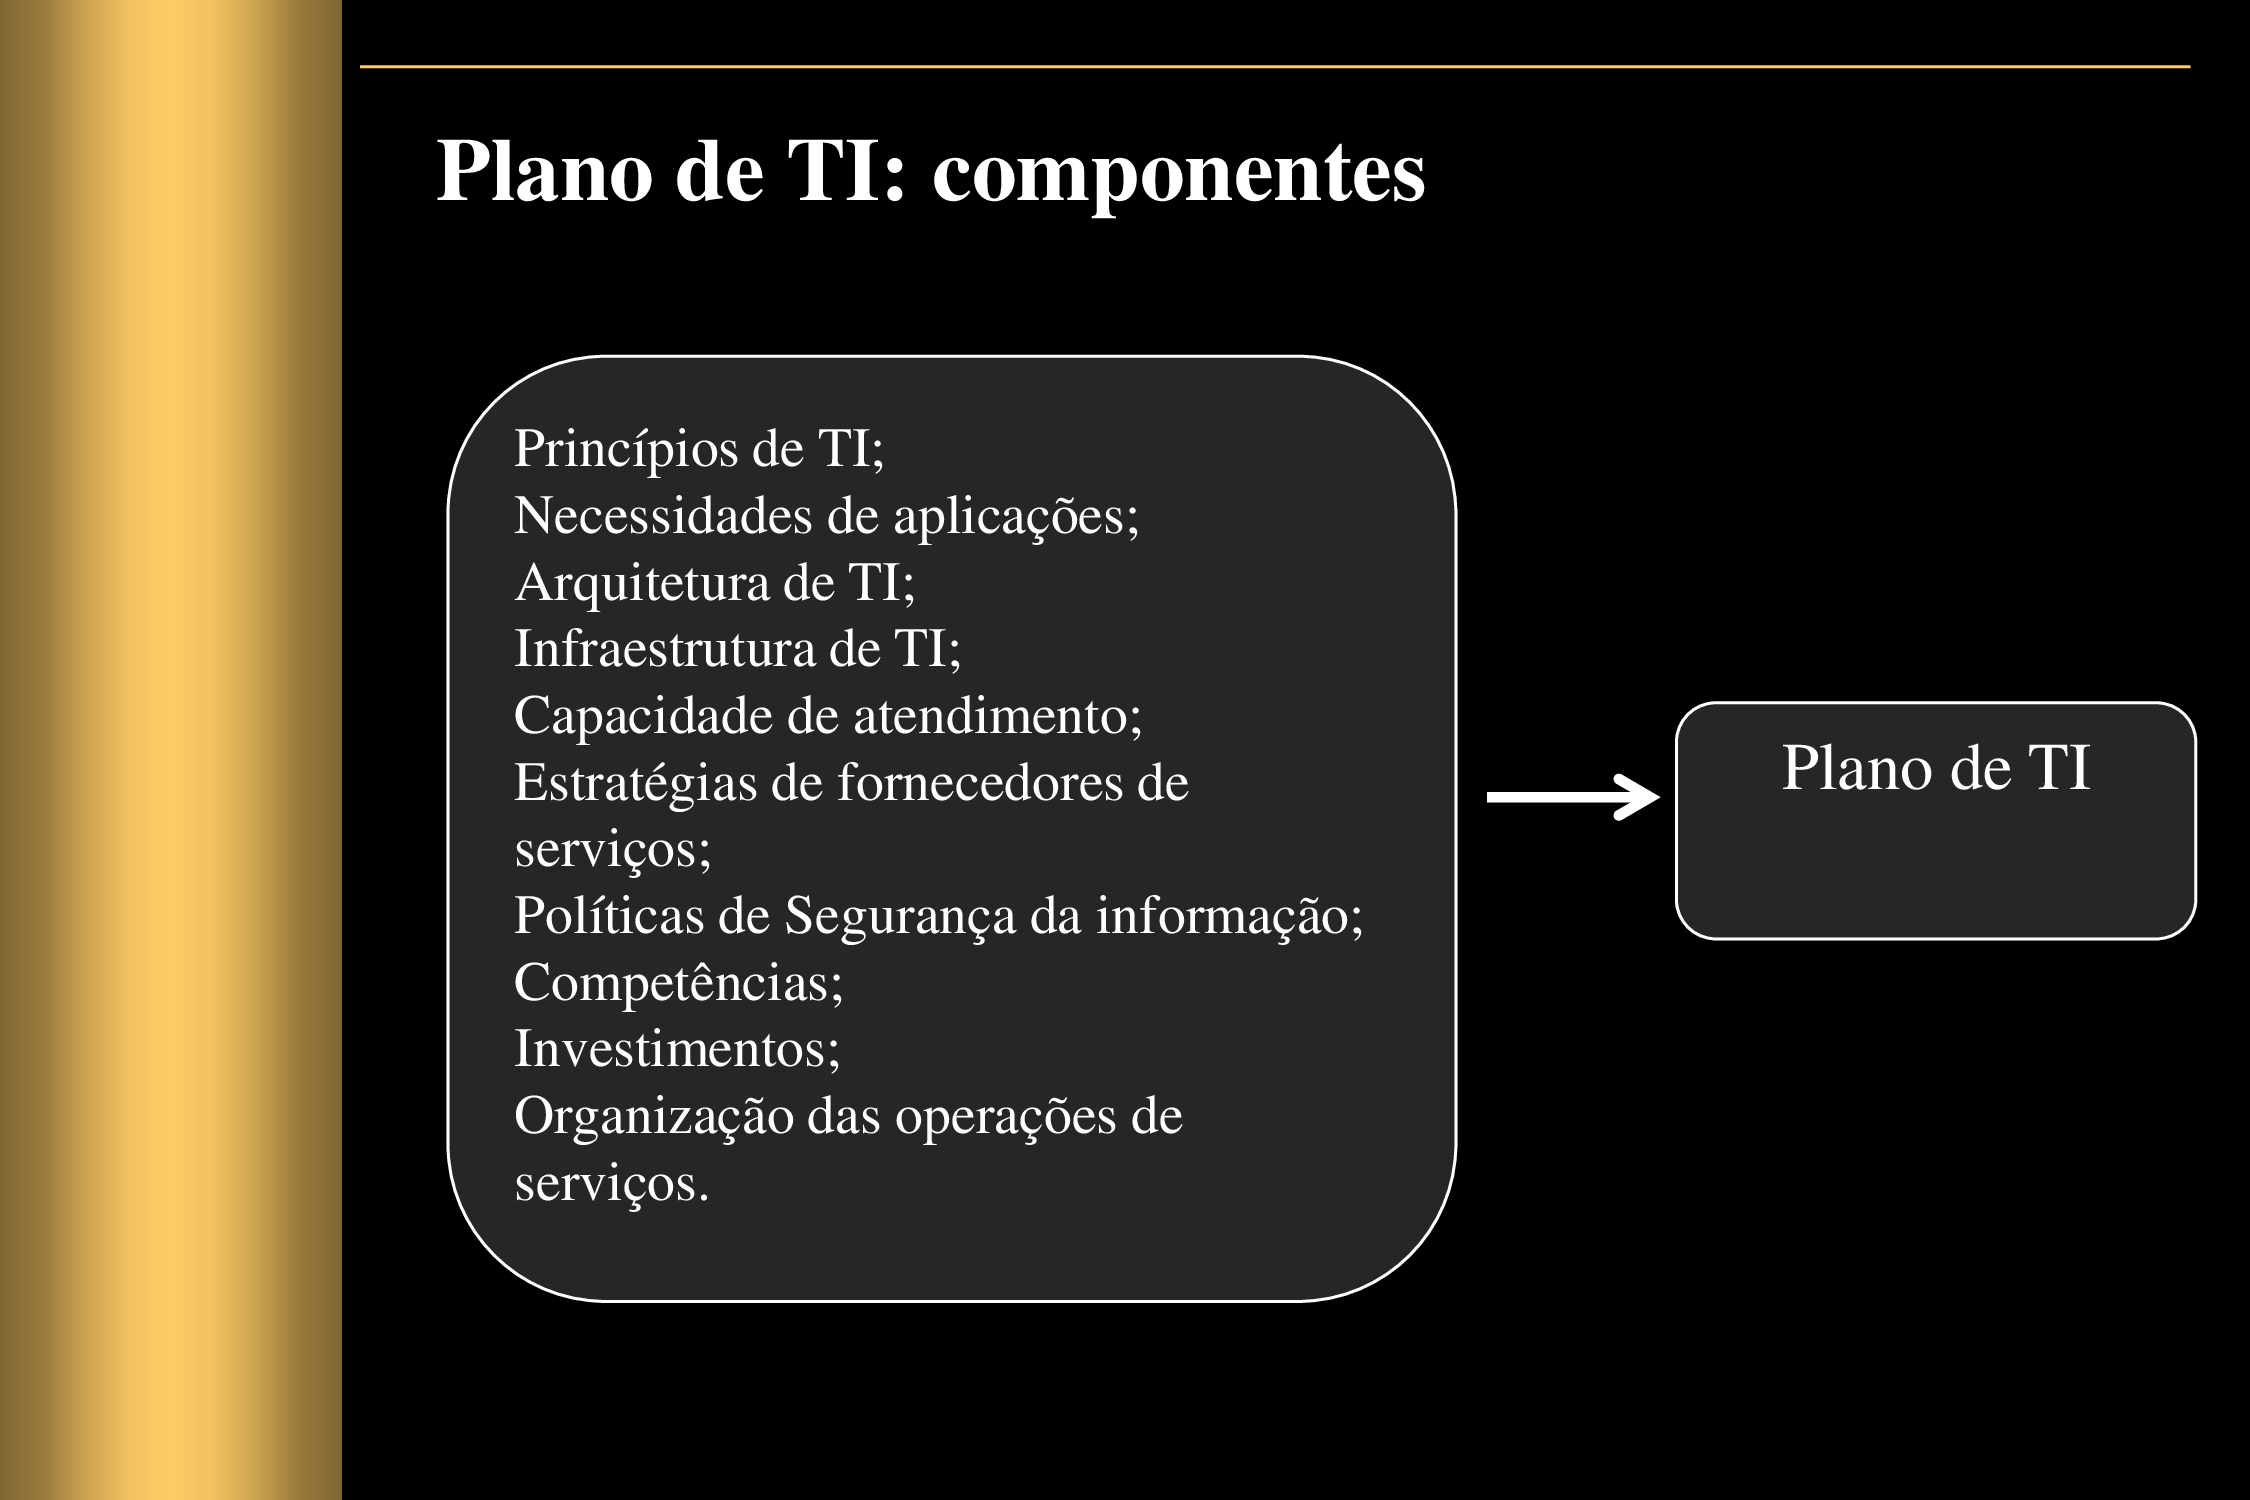 Plano de TI: componentes
Princípios de TI;
Necessidades de aplicações;
Arquitetura de TI;
Infraestrutura de TI;
Capacidade de atendimento;
Estratégias de fornecedores de
serviços;
Políticas de Segurança da informação;
Competências;
Investimentos;
Organização das operações de
serviços.
Plano de TI